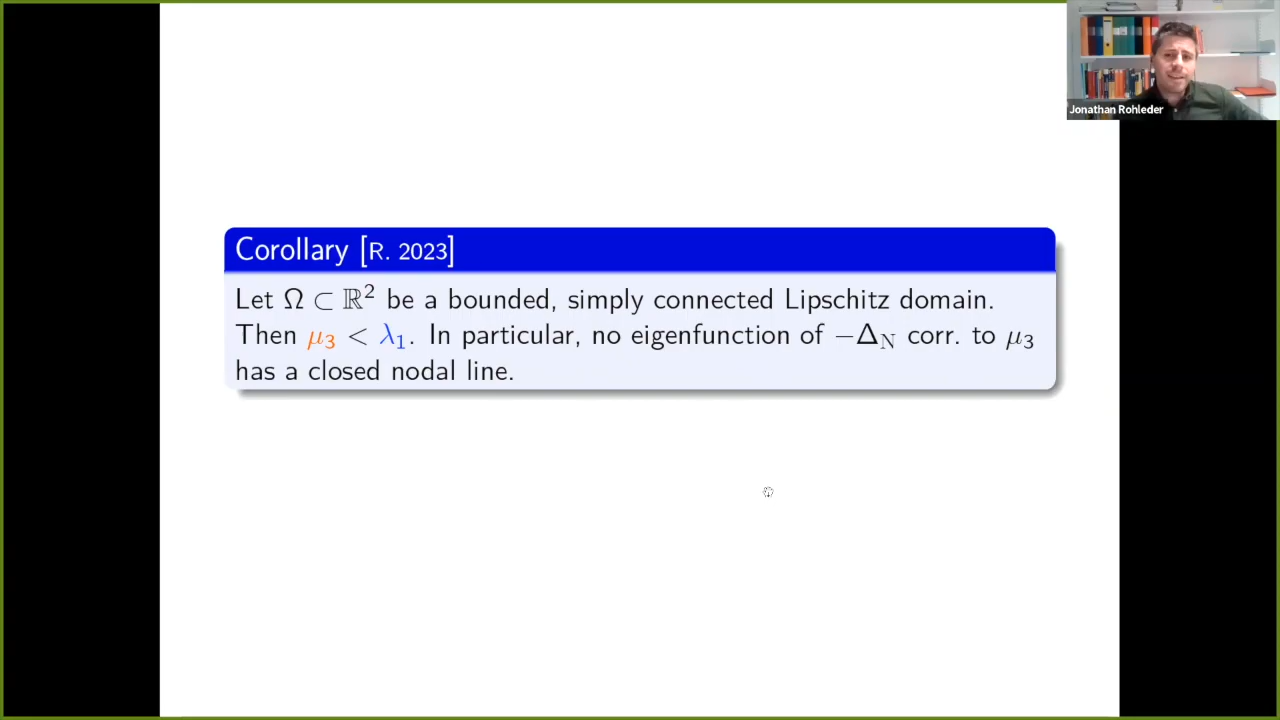 Jonathan Rohleder
Corollary [R. 2023]
Let Ω ⊂ ℝ² be a bounded, simply connected Lipschitz domain.
Then μ₃ < λ₁. In particular, no eigenfunction of −Δ_N corr. to μ₃
has a closed nodal line.